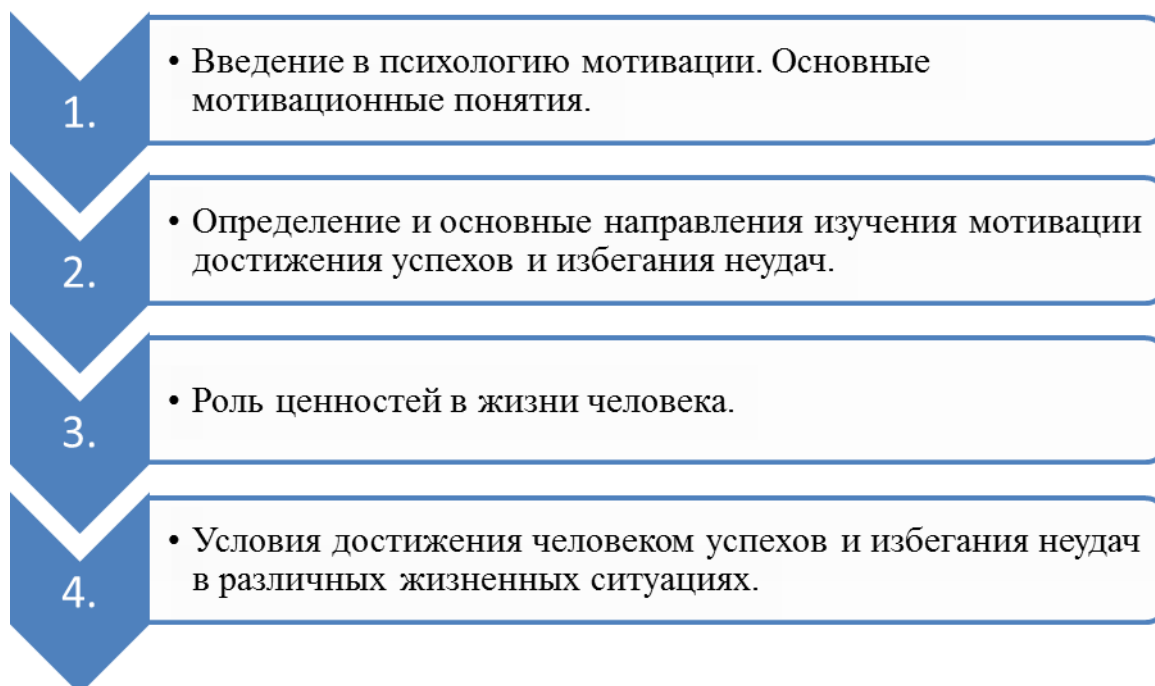 1.
• Введение в психологию мотивации. Основные
мотивационные понятия.
2.
• Определение и основные направления изучения мотивации
достижения успехов и избегания неудач.
3.
• Роль ценностей в жизни человека.
4.
• Условия достижения человеком успехов и избегания неудач
в различных жизненных ситуациях.